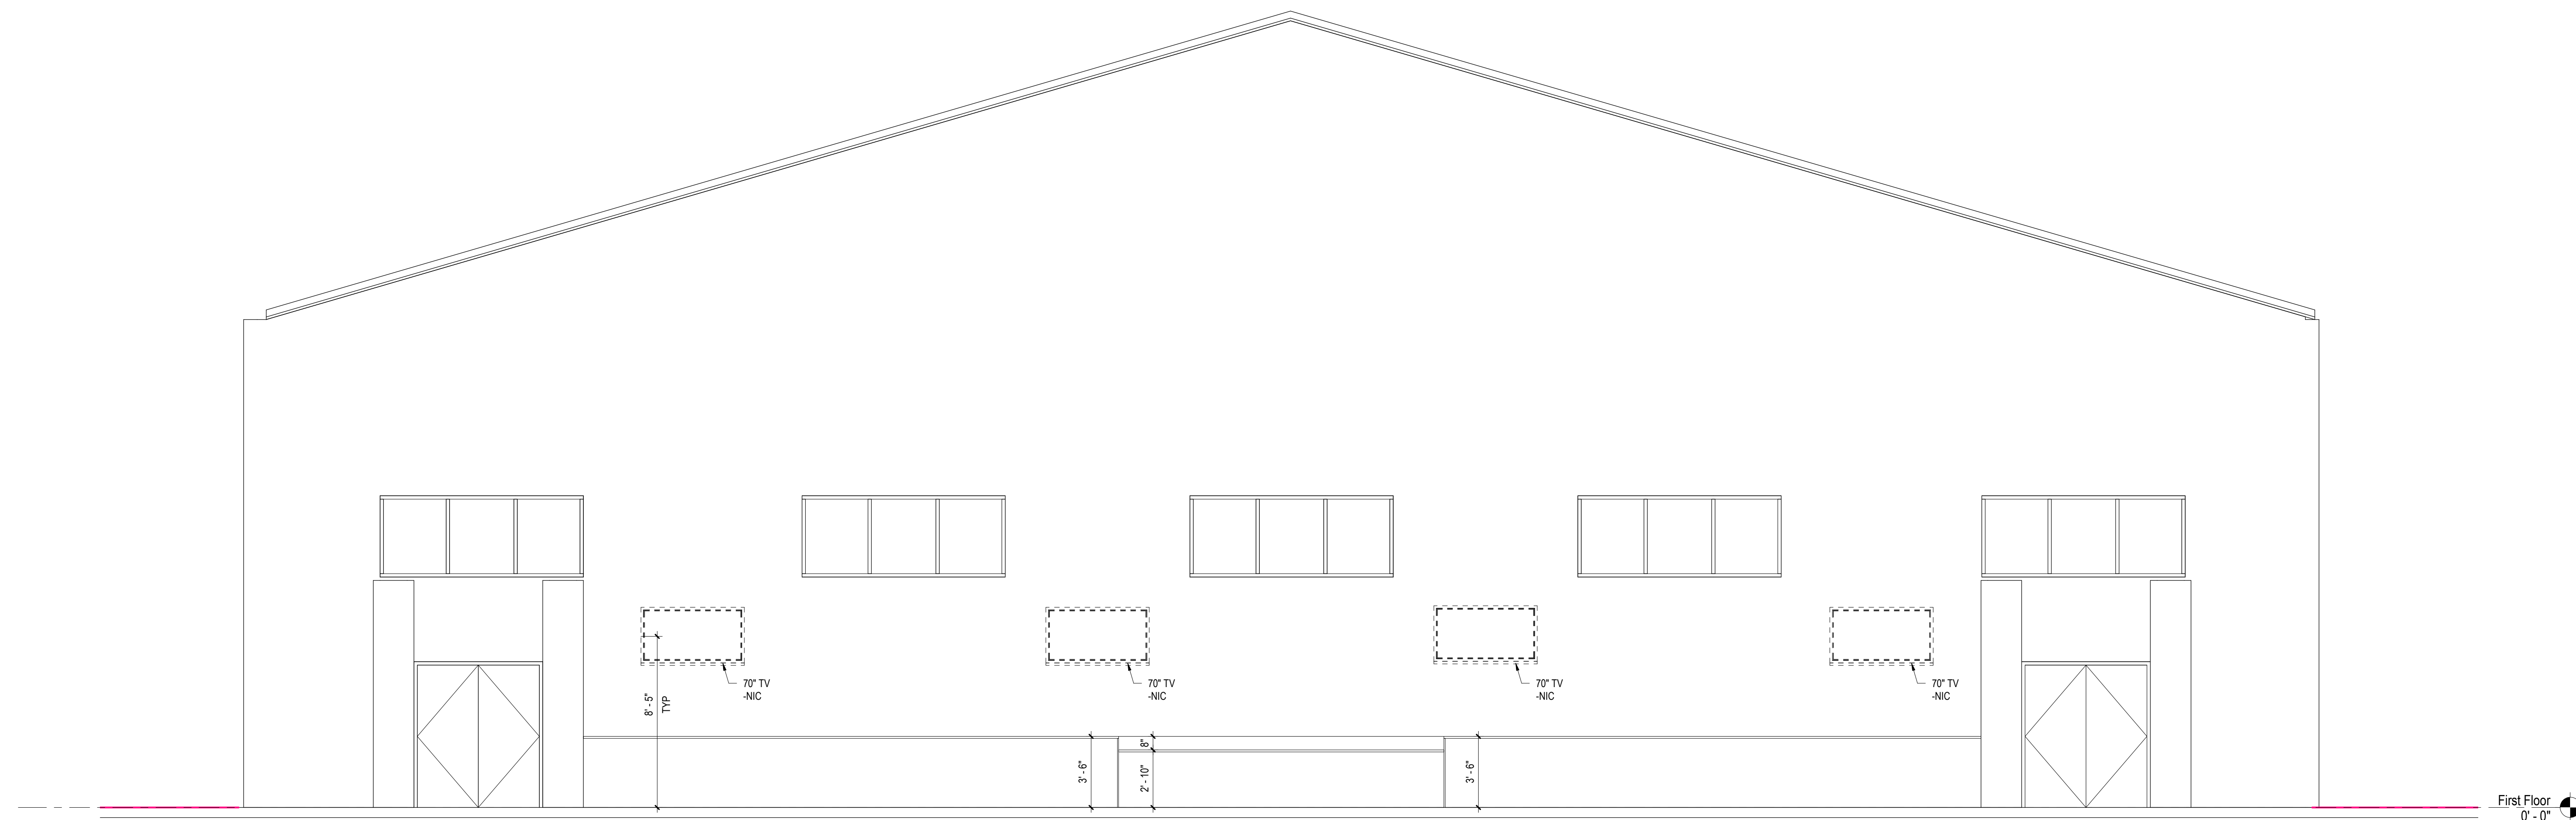 70" TV
-NIC
70" TV
-NIC
70" TV
-NIC
70" TV
-NIC
8' - 5"
TYP
3' - 6"
8"
2' - 10"
3' - 6"
First Floor
0' - 0"